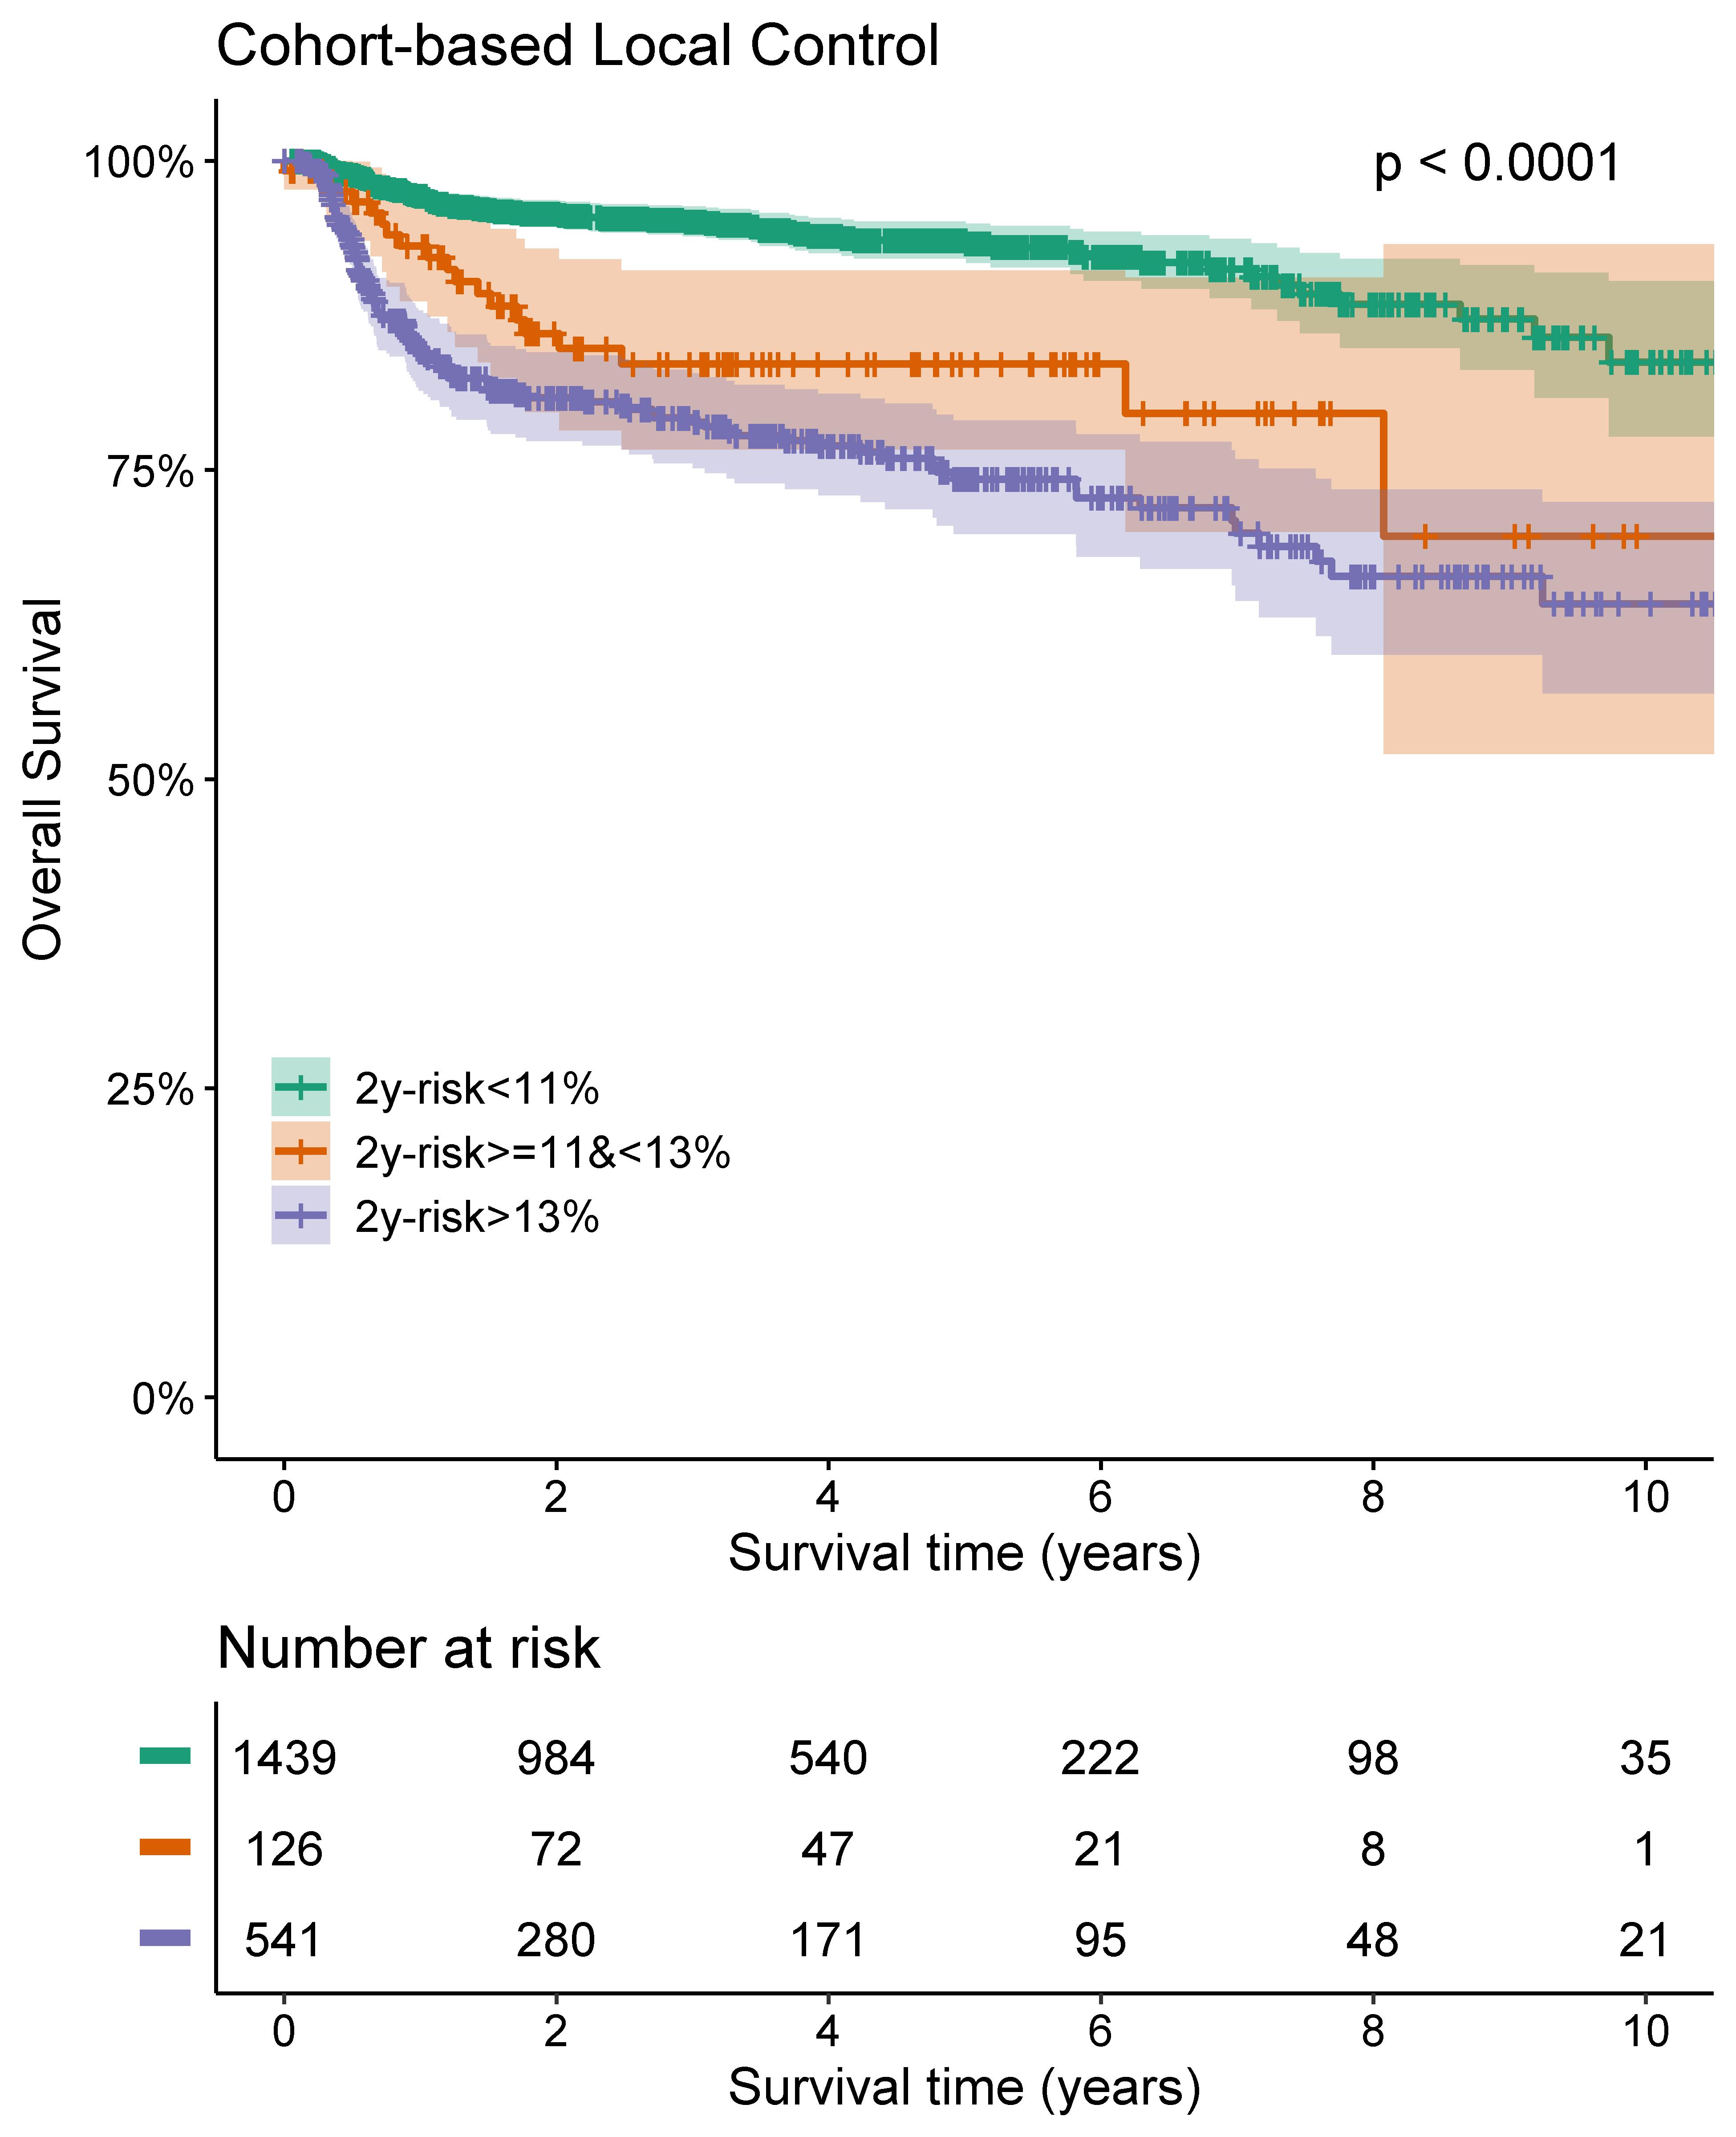 Cohort-based Local Control
p < 0.0001
100%
75%
50%
25%
0%
Overall Survival
2y-risk<11%
2y-risk>=11&<13%
2y-risk>13%
0 2 4 6 8 10
Survival time (years)
Number at risk
1439 984 540 222 98 35
126 72 47 21 8 1
541 280 171 95 48 21
0 2 4 6 8 10
Survival time (years)